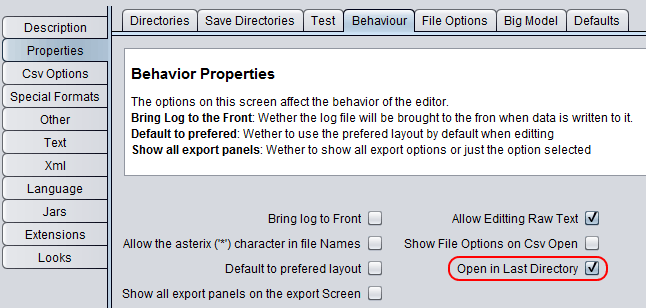 Directories Save Directories Test Behaviour File Options Big Model Defaults
Description
Properties
Csv Options
Special Formats
Other
Text
Xml
Language
Jars
Extensions
Looks
Behavior Properties
The options on this screen affect the behavior of the editor.
Bring Log to the Front: Wether the log file will be brought to the fron when data is written to it.
Default to prefered: Wether to use the prefered layout by default when editting
Show all export panels: Wether to show all export options or just the option selected
Bring log to Front Allow Editting Raw Text
Allow the asterix ('*') character in file Names Show File Options on Csv Open
Default to prefered layout Open in Last Directory
Show all export panels on the export Screen